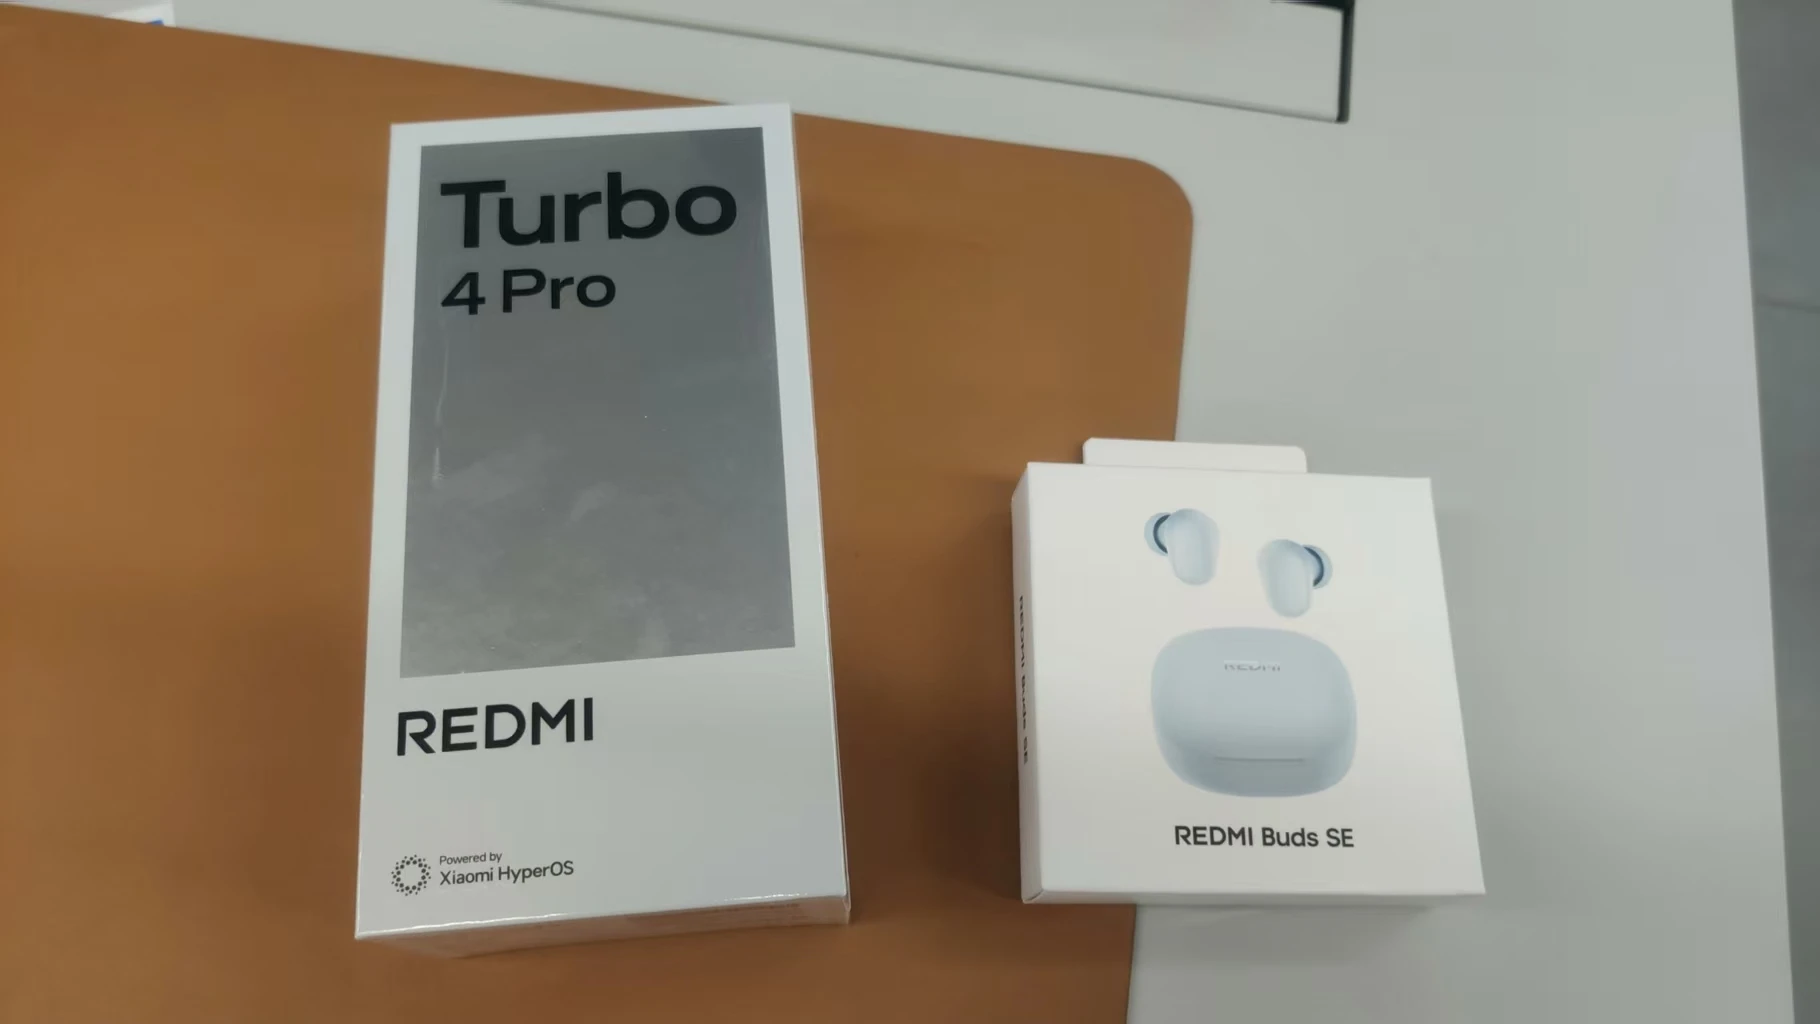 Turbo
4 Pro
REDMI
Powered by
Xiaomi HyperOS
REDMI
REDMI Buds SE
REDMI Buds SE